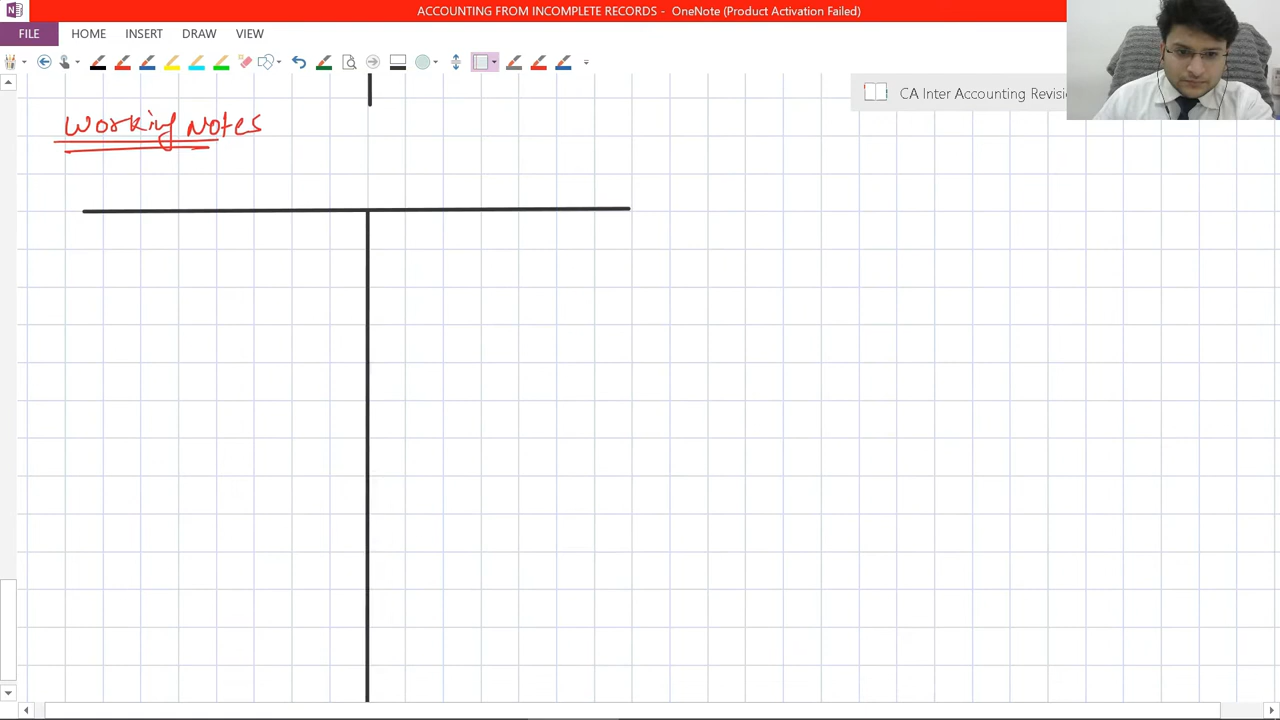 ACCOUNTING FROM INCOMPLETE RECORDS - OneNote (Product Activation Failed)
FILE HOME INSERT DRAW VIEW
CA Inter Accounting Revisi
Working Notes